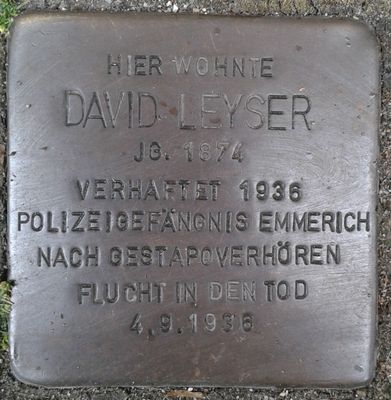 HIER WOHNTE
DAVID LEYSER
JG. 1874
VERHAFTET 1936
POLIZEIGEFÄNGNIS EMMERICH
NACH GESTAPOVERHÖREN
FLUCHT IN DEN TOD
4.9.1936